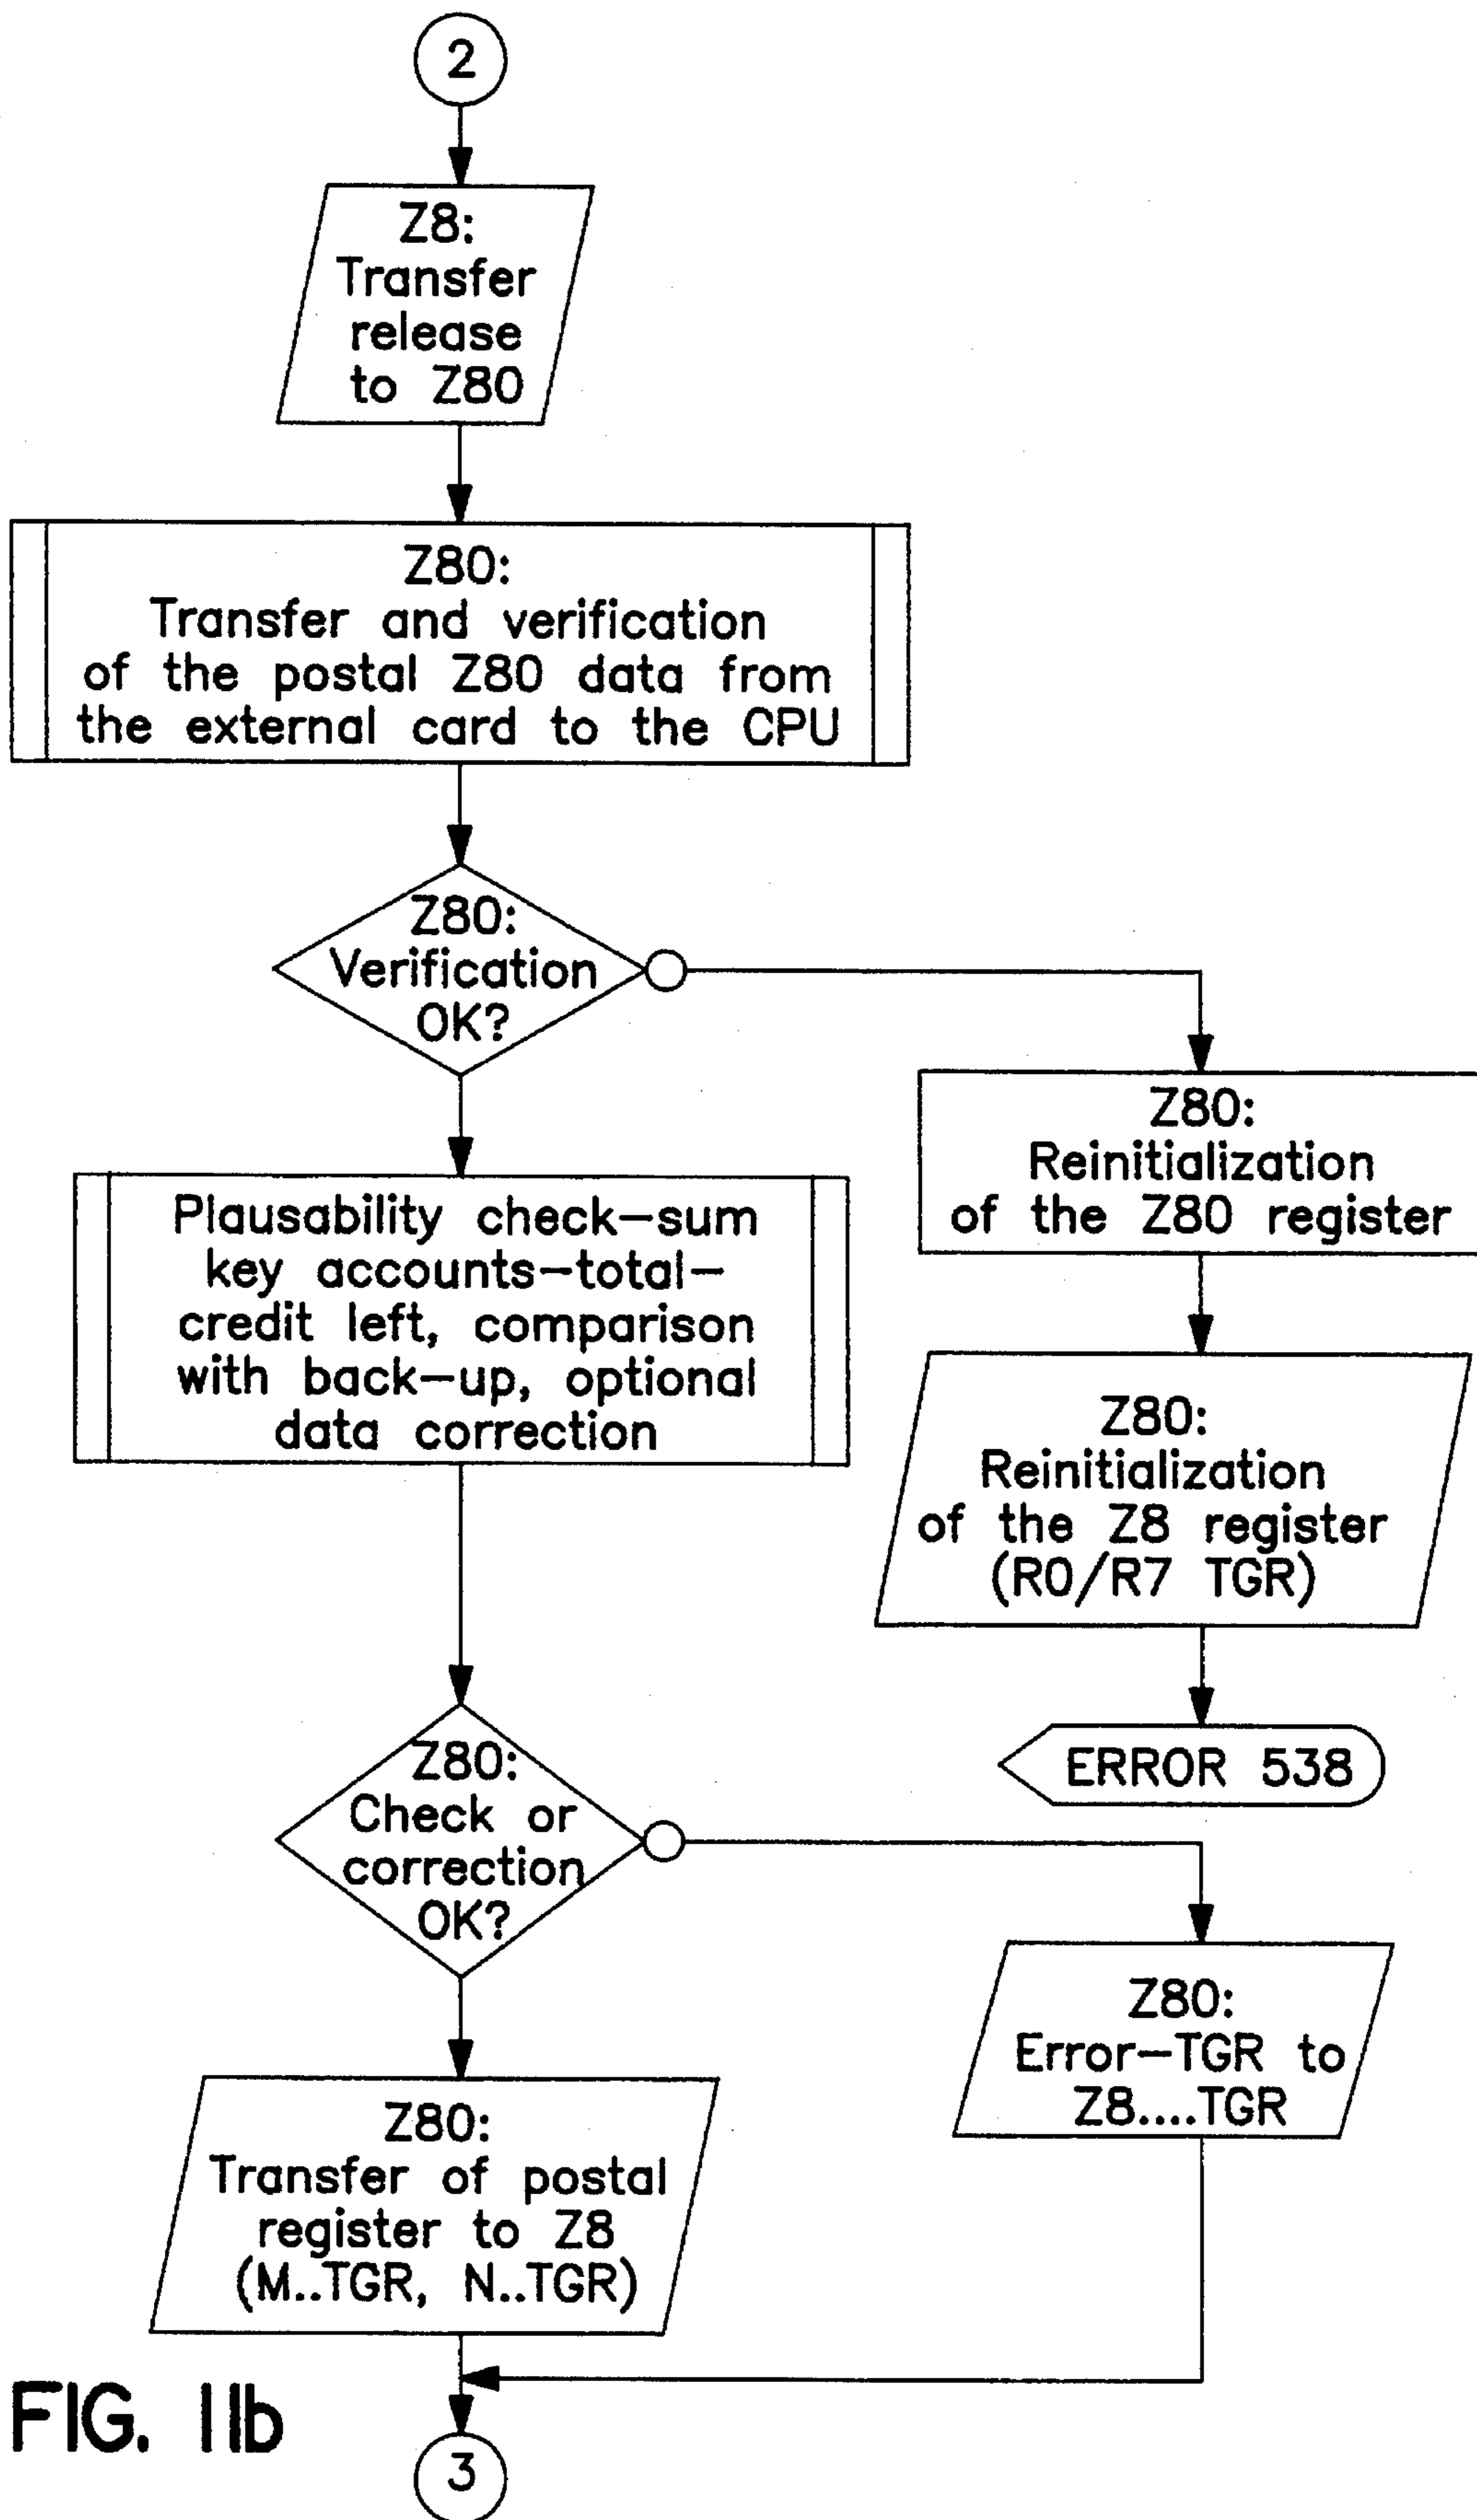 2
Z8:
Transfer
release
to Z80
Z80:
Transfer and verification
of the postal Z80 data from
the external card to the CPU
Z80:
Verification
OK?
Z80:
Reinitialization
of the Z80 register
Plausability check-sum
key accounts-total-
credit left, comparison
with back-up, optional
data correction
Z80:
Reinitialization
of the Z8 register
(R0/R7 TGR)
ERROR 538
Z80:
Check or
correction
OK?
Z80:
Error-TGR to
Z8....TGR
Z80:
Transfer of postal
register to Z8
(M..TGR, N..TGR)
FIG. 11b
3